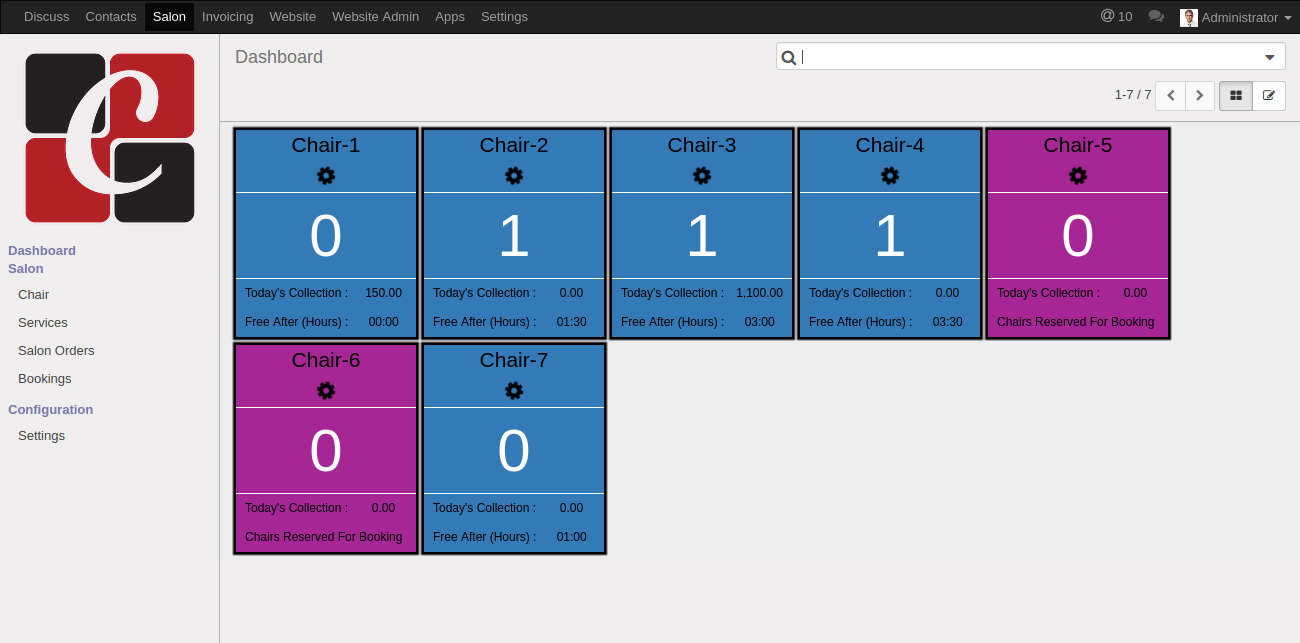 Discuss Contacts Salon Invoicing Website Website Admin Apps Settings @ 10 Administrator
C
Dashboard
1-7 / 7
Dashboard
Salon
Chair
Services
Salon Orders
Bookings
Configuration
Settings
Chair-1 Chair-2 Chair-3 Chair-4 Chair-5
0 1 1 1 0
Today's Collection : 150.00 Today's Collection : 0.00 Today's Collection : 1,100.00 Today's Collection : 0.00 Today's Collection : 0.00
Free After (Hours) : 00:00 Free After (Hours) : 01:30 Free After (Hours) : 03:00 Free After (Hours) : 03:30 Chairs Reserved For Booking
Chair-6 Chair-7
0 0
Today's Collection : 0.00 Today's Collection : 0.00
Chairs Reserved For Booking Free After (Hours) : 01:00